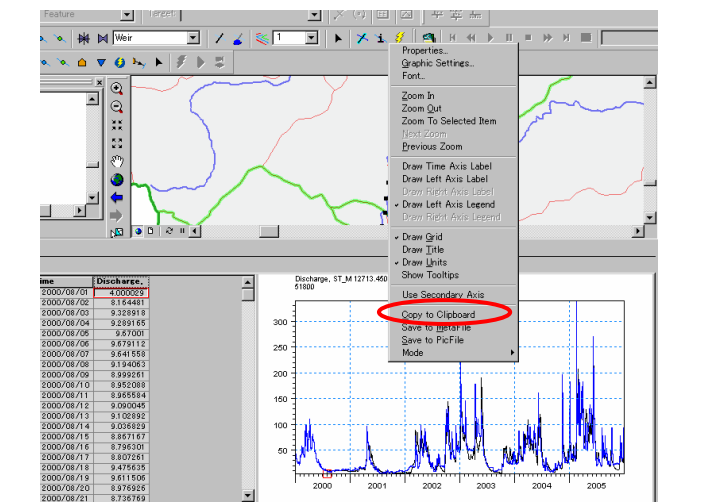 Feature Target
Weir 1
Properties...
Graphic Settings...
Font...
Zoom In
Zoom Out
Zoom To Selected Item
Next Zoom
Previous Zoom
Draw Time Axis Label
Draw Left Axis Label
Draw Right Axis Label
Draw Left Axis Legend
Draw Right Axis Legend
Draw Grid
Draw Title
Draw Units
Show Tooltips
Use Secondary Axis
Copy to Clipboard
Save to MetaFile
Save to PicFile
Mode
ime Discharge,
2000/08/01 4.000029
2000/08/02 8.164481
2000/08/03 9.328918
2000/08/04 9.289165
2000/08/05 9.67001
2000/08/06 9.679112
2000/08/07 9.641558
2000/08/08 9.194063
2000/08/09 8.999261
2000/08/10 8.952088
2000/08/11 8.965584
2000/08/12 9.090045
2000/08/13 9.102892
2000/08/14 9.036829
2000/08/15 8.867167
2000/08/16 8.796301
2000/08/17 8.807261
2000/08/18 9.475635
2000/08/19 9.611506
2000/08/20 8.976925
2000/08/21 8.736769
Discharge, ST_M 12713.450
51800
300
250
200
150
100
50
2000 2001 2002 2003 2004 2005